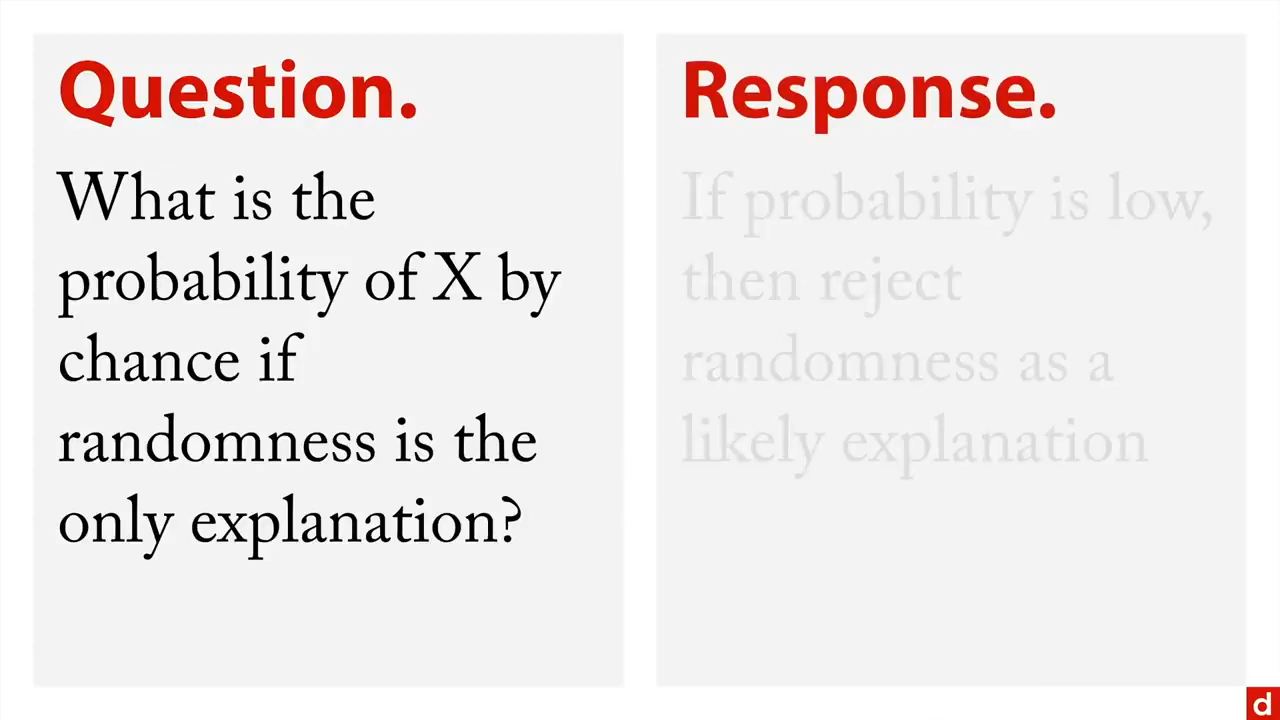 Question.
What is the
probability of X by
chance if
randomness is the
only explanation?
Response.
If probability is low,
then reject
randomness as a
likely explanation
d